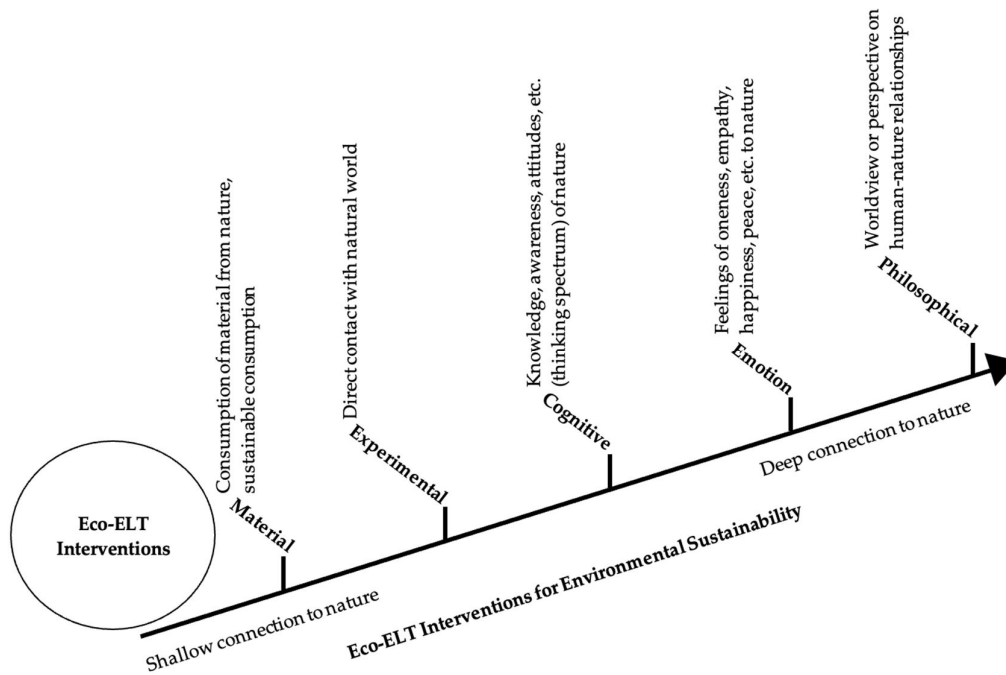 Eco-ELT
Interventions
Consumption of material from nature,
sustainable consumption
Material
Direct contact with natural world
Experimental
Knowledge, awareness, attitudes, etc.
(thinking spectrum) of nature
Cognitive
Feelings of oneness, empathy,
happiness, peace, etc. to nature
Emotion
Worldview or perspective on
human-nature relationships
Philosophical
Shallow connection to nature
Deep connection to nature
Eco-ELT Interventions for Environmental Sustainability